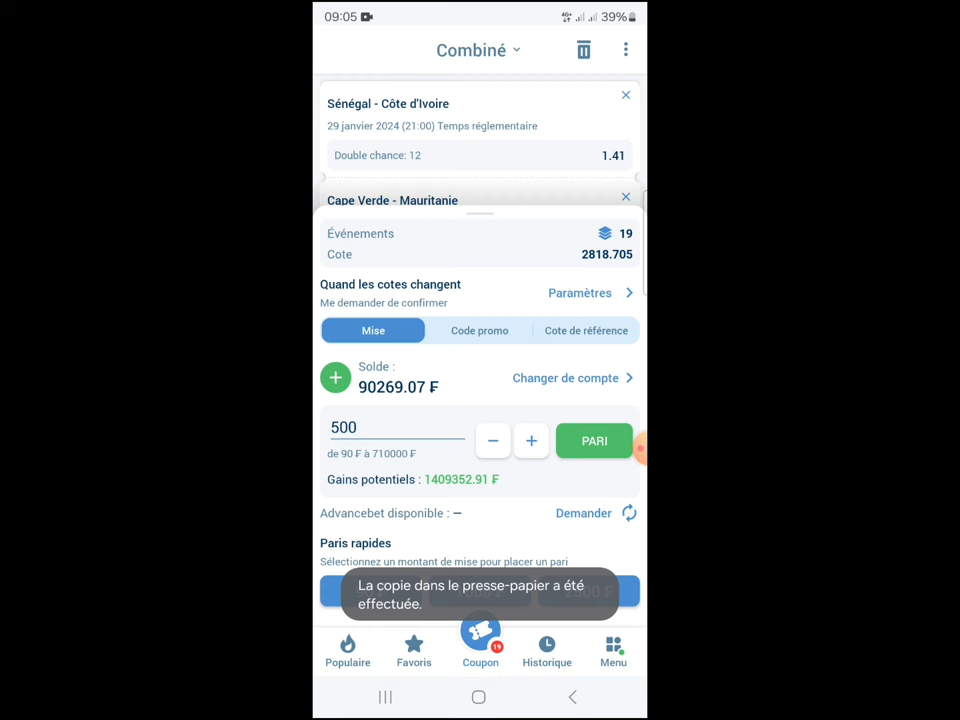 09:05 4G+ 39%
Combiné
Sénégal - Côte d'Ivoire
29 janvier 2024 (21:00) Temps réglementaire
Double chance: 12 1.41
Cape Verde - Mauritanie
Événements 19
Cote 2818.705
Quand les cotes changent
Me demander de confirmer
Paramètres
Mise Code promo Cote de référence
Solde :
90269.07 ₣
Changer de compte
500
de 90 ₣ à 710000 ₣
− + PARI
Gains potentiels : 1409352.91 ₣
Advancebet disponible : – Demander
Paris rapides
Sélectionnez un montant de mise pour placer un pari
La copie dans le presse-papier a été
effectuée.
19
Populaire Favoris Coupon Historique Menu